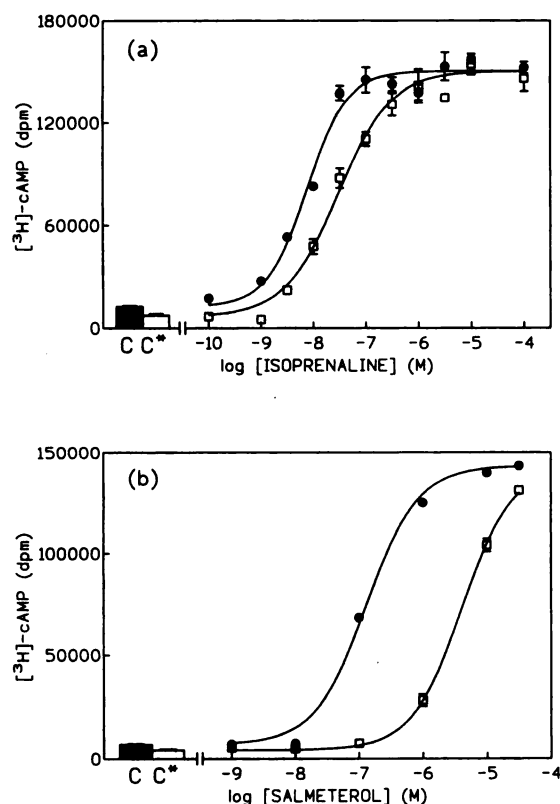 (a)
180000
120000
60000
0
[³H]-cAMP (dpm)
C C*
-10 -9 -8 -7 -6 -5 -4
log [ISOPRENALINE] (M)
(b)
150000
100000
50000
0
[³H]-cAMP (dpm)
C C*
-9 -8 -7 -6 -5 -4
log [SALMETEROL] (M)